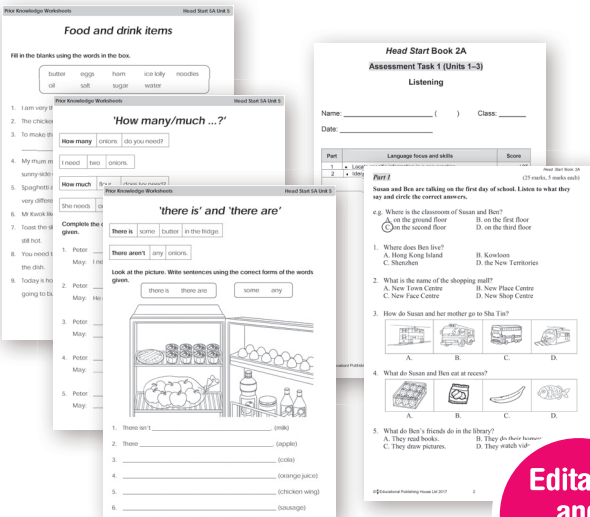 Prior Knowledge Worksheets Head Start 5A Unit 5
Food and drink items
Fill in the blanks using the words in the box.
butter eggs ham ice lolly noodles
oil salt sugar water
1. I am very
2. The chicken
3. To make th
4. My mum m
sunny-side
5. Spaghetti
very differe
6. Mr Kwok lik
7. Toast the
still hot.
8. You need
the dish.
9. Today is ho
going to bu
Prior Knowledge Worksheets Head Start 5A Unit 5
'How many/much ...?'
How many onions do you need?
I need two onions.
How much flour does Ivy need?
She needs
Complete the
given.
1. Peter
May: I ne
2. Peter
May: He
3. Peter
May:
4. Peter
May:
5. Peter
May:
Prior Knowledge Worksheets Head Start 5A Unit 5
'there is' and 'there are'
There is some butter in the fridge.
There aren't any onions.
Look at the picture. Write sentences using the correct forms of the words
given.
there is there are some any
1. There isn't (milk)
2. There (apple)
3. (cola)
4. (orange juice)
5. (chicken wing)
6. (sausage)
Head Start Book 2A
Assessment Task 1 (Units 1–3)
Listening
Name: ( ) Class:
Date:
Part Language focus and skills Score
1
2
Head Start Book 2A
Part 1 (25 marks, 5 marks each)
Susan and Ben are talking on the first day of school. Listen to what they
say and circle the correct answers.
e.g. Where is the classroom of Susan and Ben?
A. on the ground floor B. on the first floor
C. on the second floor D. on the third floor
1. Where does Ben live?
A. Hong Kong Island B. Kowloon
C. Shenzhen D. the New Territories
2. What is the name of the shopping mall?
A. New Town Centre B. New Place Centre
C. New Face Centre D. New Shop Centre
3. How do Susan and her mother go to Sha Tin?
A. B. C. D.
4. What do Susan and Ben eat at recess?
A. B. C. D.
5. What do Ben's friends do in the library?
A. They read books. B. They do their homew
C. They draw pictures. D. They watch vide
© Educational Publishing House Ltd 2017 2
Edita
an